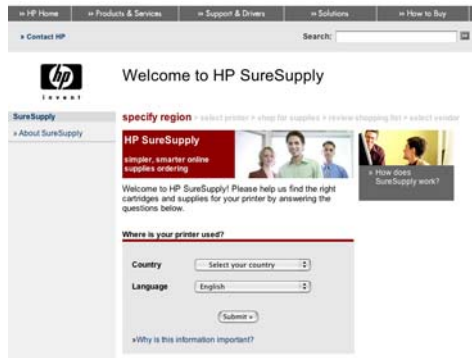 » HP Home
» Products & Services
» Support & Drivers
» Solutions
» How to Buy
» Contact HP
Search:
hp
invent
Welcome to HP SureSupply
SureSupply
» About SureSupply
specify region » select printer » shop for supplies » review shopping list » select vendor
HP SureSupply
simpler, smarter online
supplies ordering
» How does
SureSupply work?
Welcome to HP SureSupply! Please help us find the right
cartridges and supplies for your printer by answering the
questions below.
Where is your printer used?
Country Select your country
Language English
Submit »
»Why is this information important?